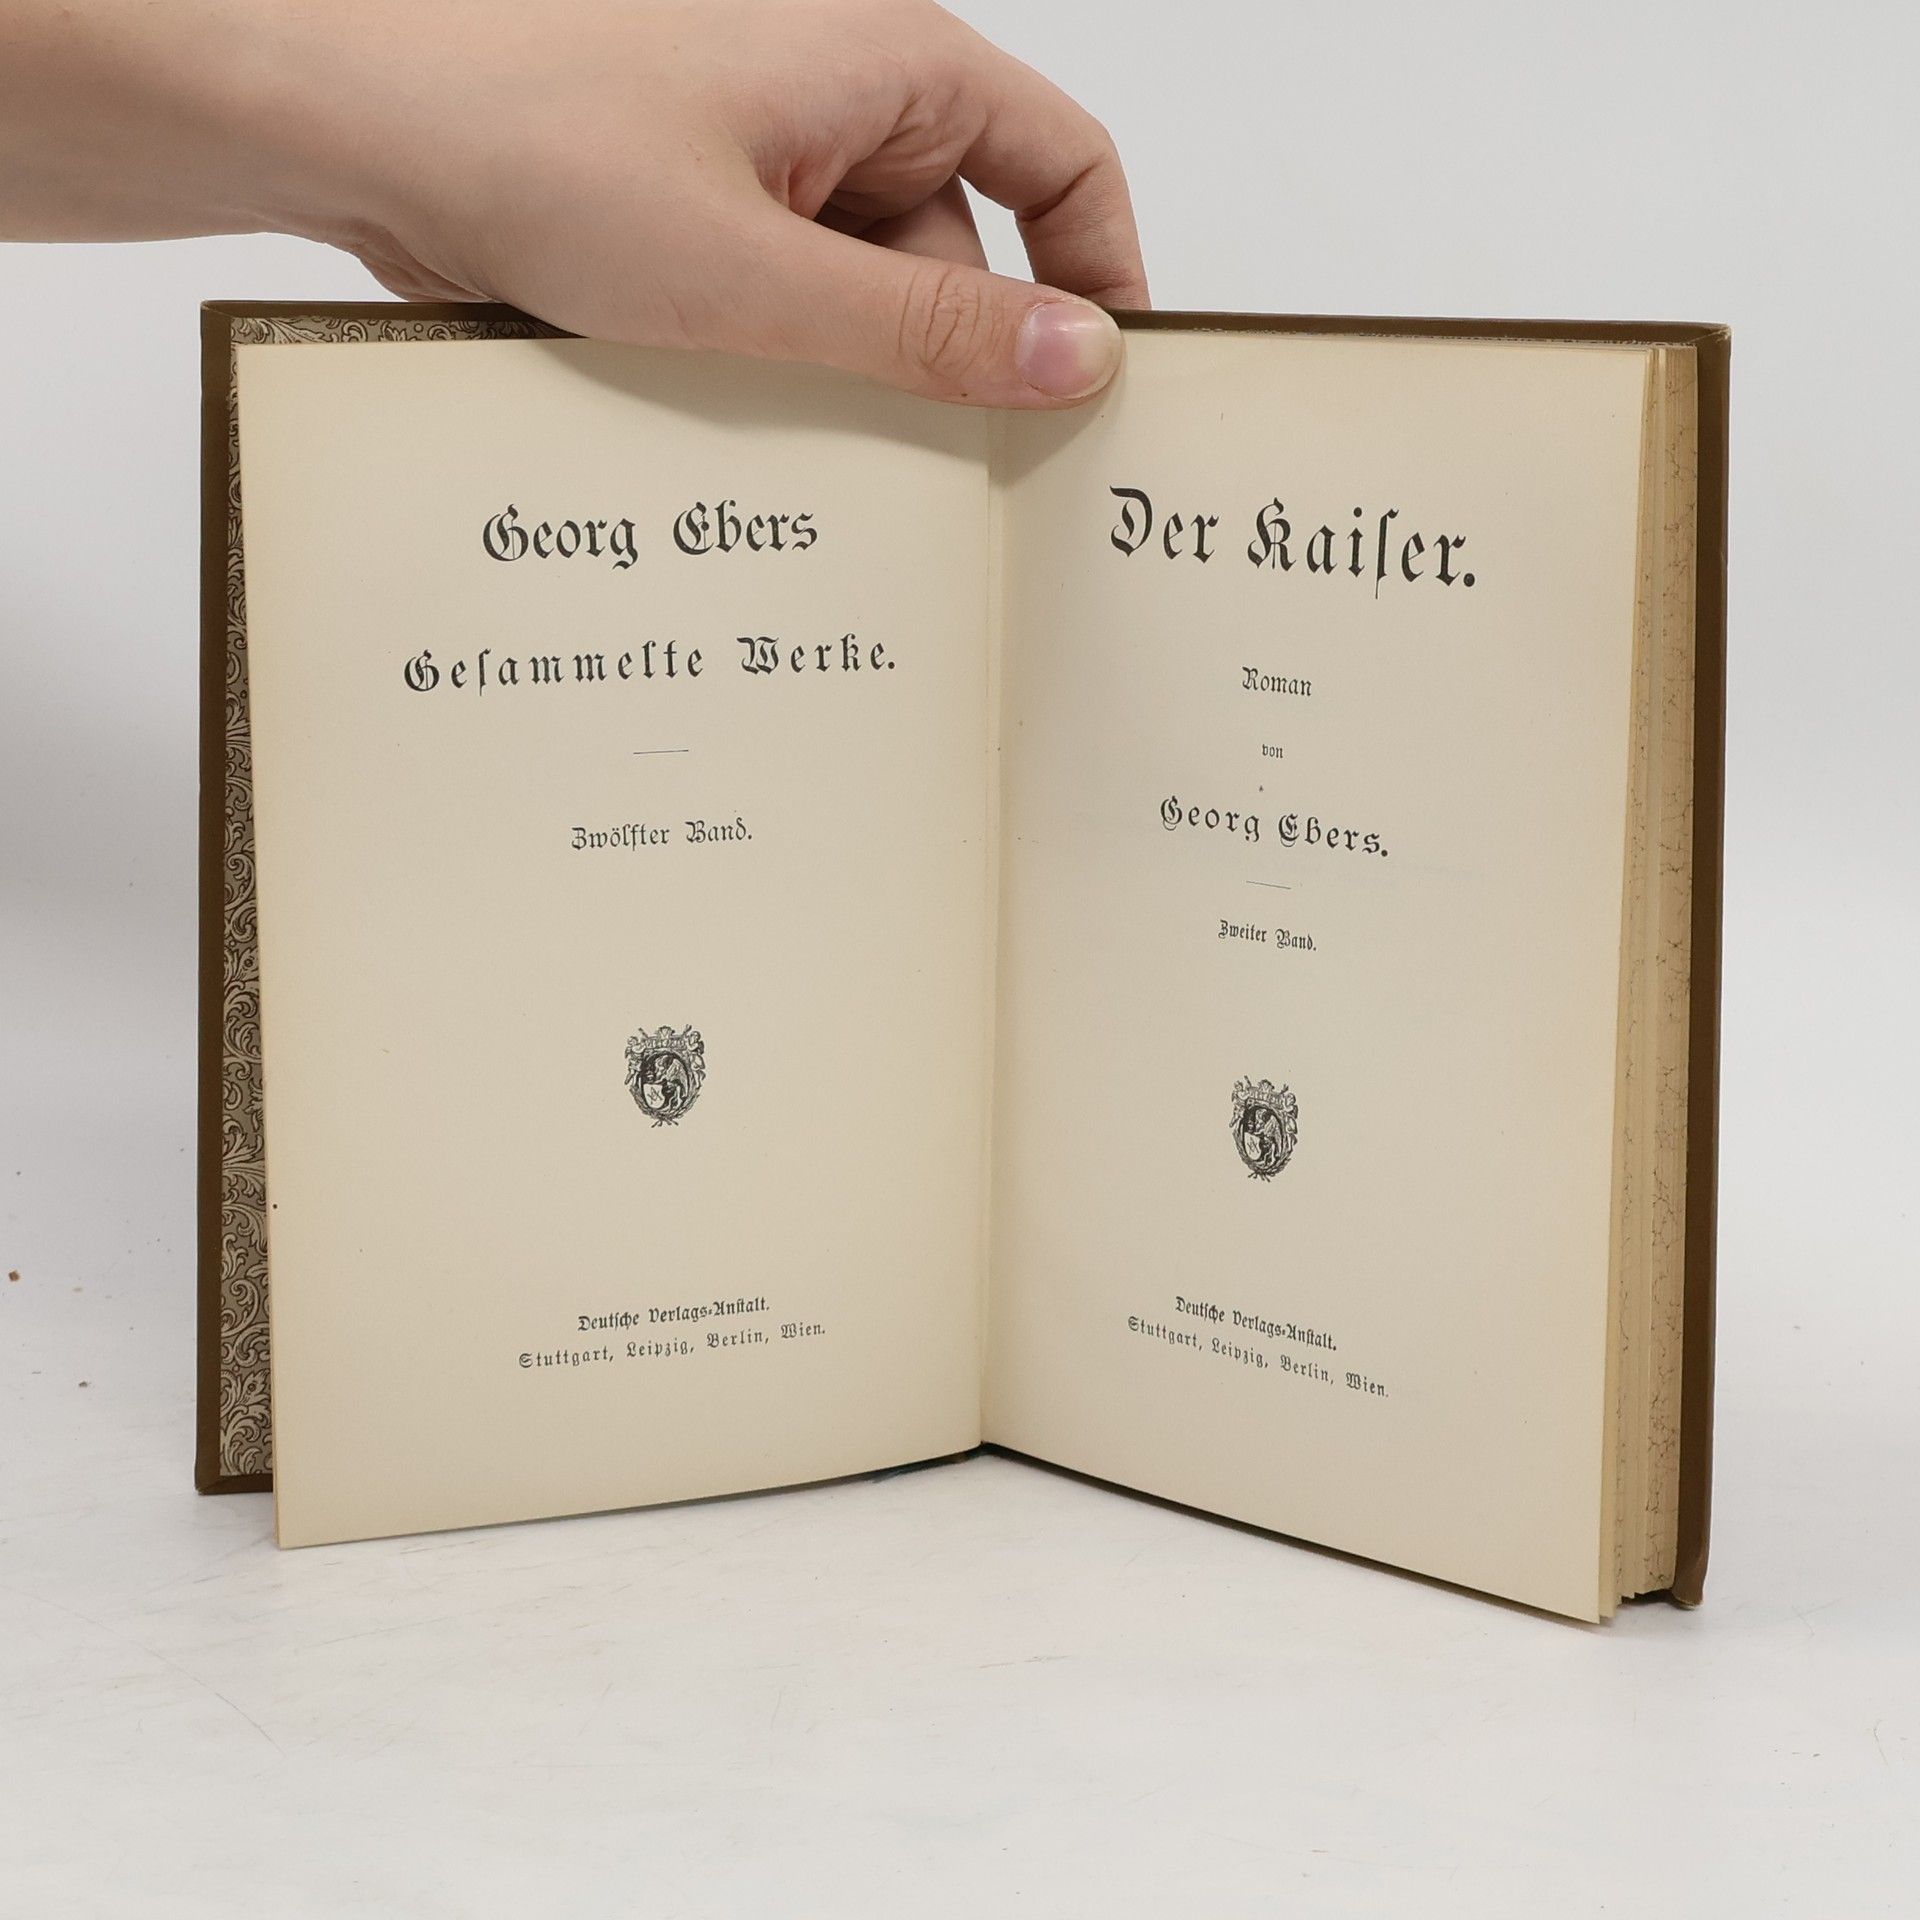 Georg Ebers
Geſammelte Werke.
Zwölfter Band.
Deutſche Verlags-Anſtalt.
Stuttgart, Leipzig, Berlin, Wien.
Der Kaiſer.
Roman
von
Georg Ebers.
Zweiter Band.
Deutſche Verlags-Anſtalt.
Stuttgart, Leipzig, Berlin, Wien.